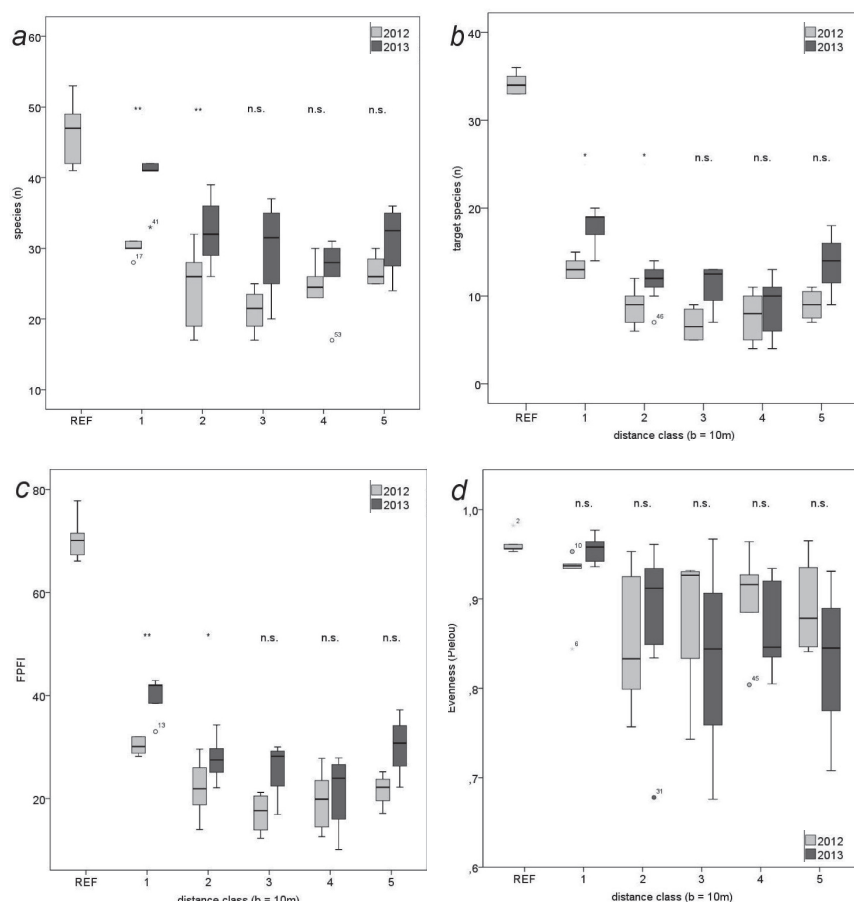 a
2012
2013
60
50
40
30
20
10
species (n)
** ** n.s. n.s. n.s.
17
41
53
REF 1 2 3 4 5
b
2012
2013
40
30
20
10
0
target species (n)
* * n.s. n.s. n.s.
46
REF 1 2 3 4 5
distance class (b = 10m)
c
2012
2013
80
60
40
20
FPFI
** * n.s. n.s. n.s.
13
REF 1 2 3 4 5
distance class (b = 10m)
d
1,0
,9
,8
,7
,6
Evenness (Pielou)
n.s. n.s. n.s. n.s. n.s.
2
10
6
31
45
2012
2013
REF 1 2 3 4 5
distance class (b = 10m)